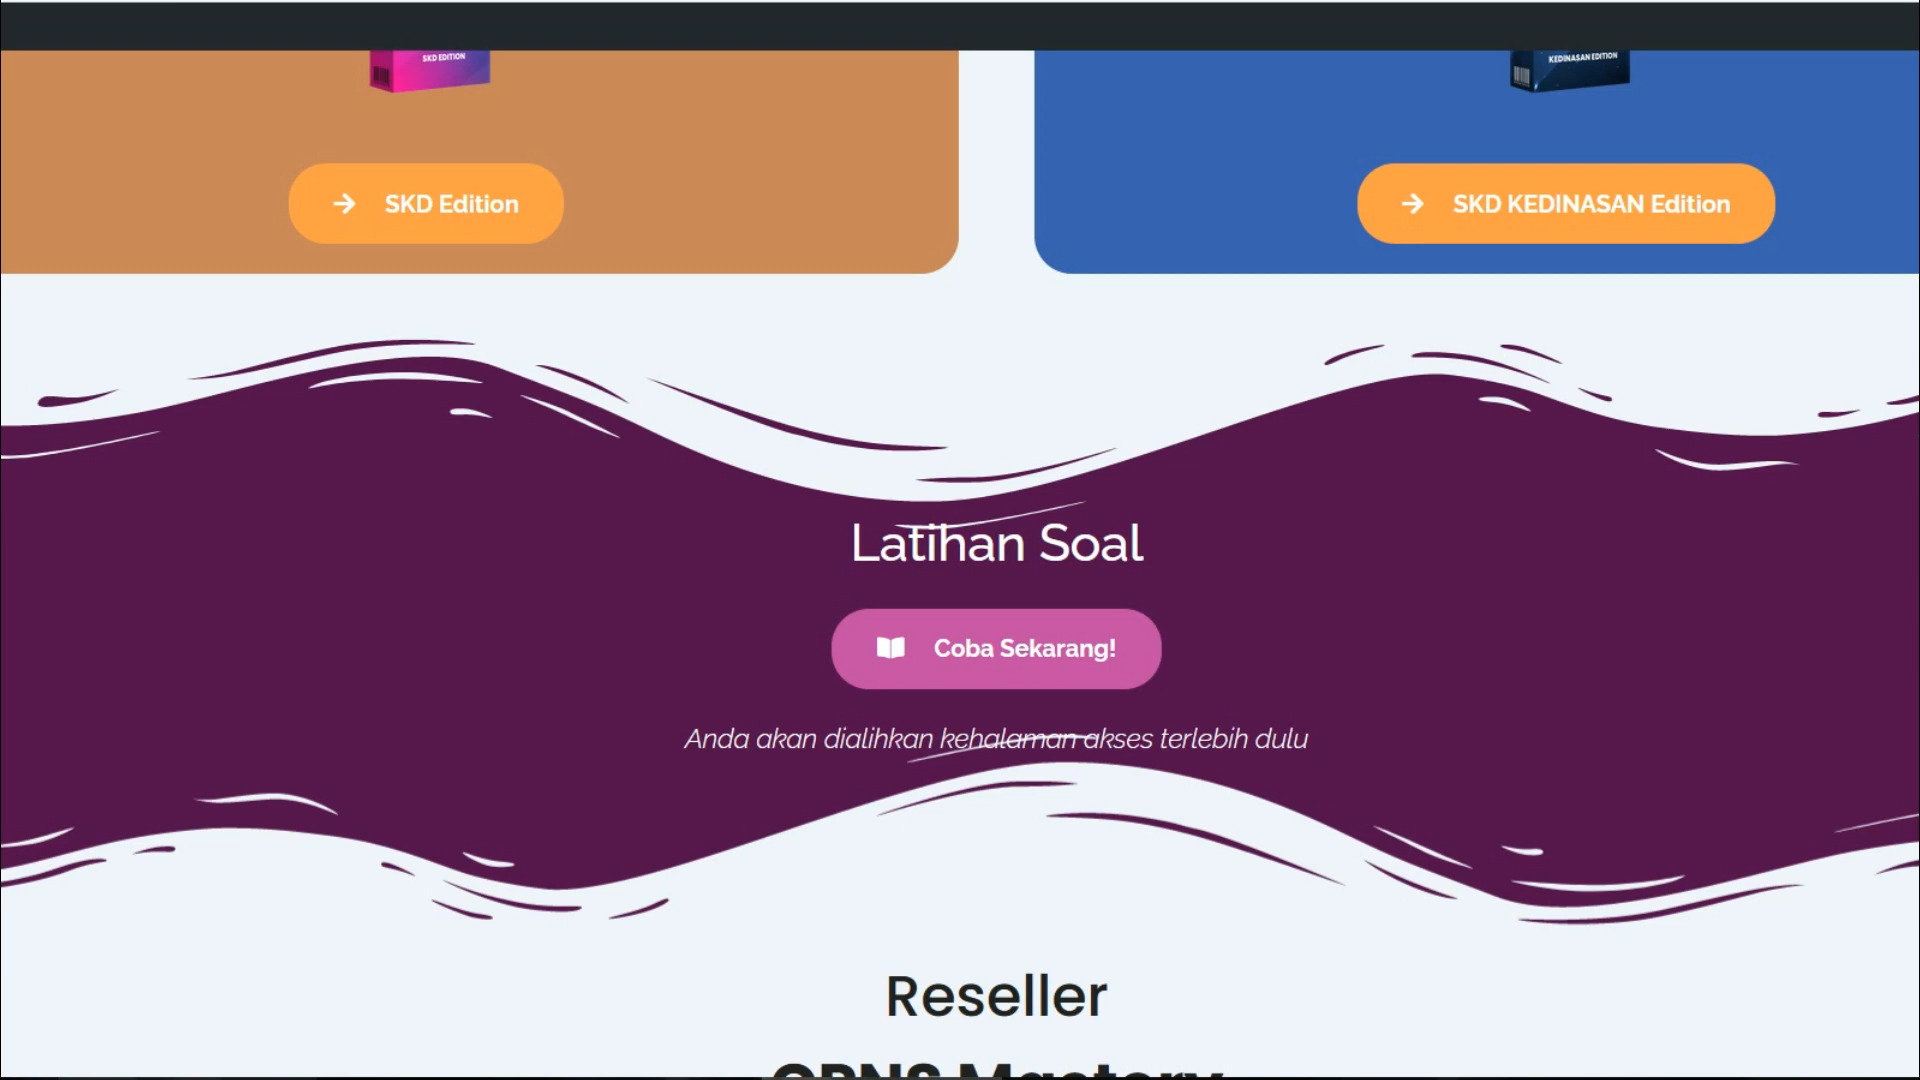 SKD EDITION
KEDINASAN EDITION
SKD Edition
SKD KEDINASAN Edition
Latihan Soal
Coba Sekarang!
Anda akan dialihkan kehalaman akses terlebih dulu
Reseller
CPNS Mastery